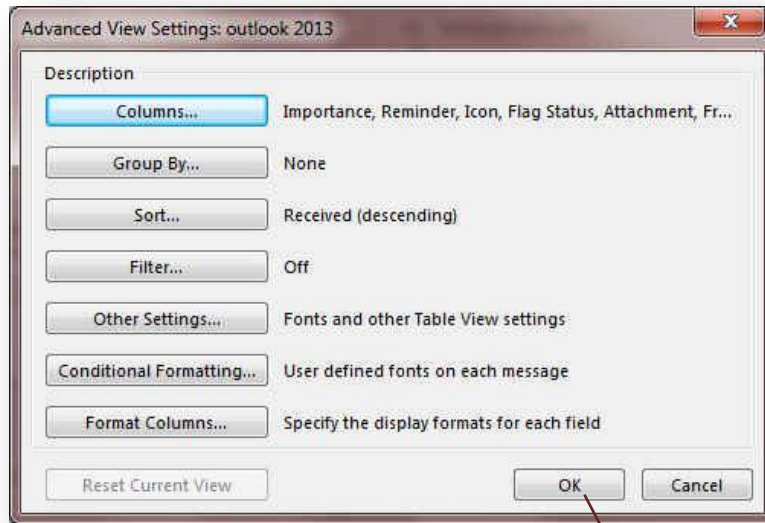 Advanced View Settings: outlook 2013
Description
Columns... Importance, Reminder, Icon, Flag Status, Attachment, Fr...
Group By... None
Sort... Received (descending)
Filter... Off
Other Settings... Fonts and other Table View settings
Conditional Formatting... User defined fonts on each message
Format Columns... Specify the display formats for each field
Reset Current View OK Cancel